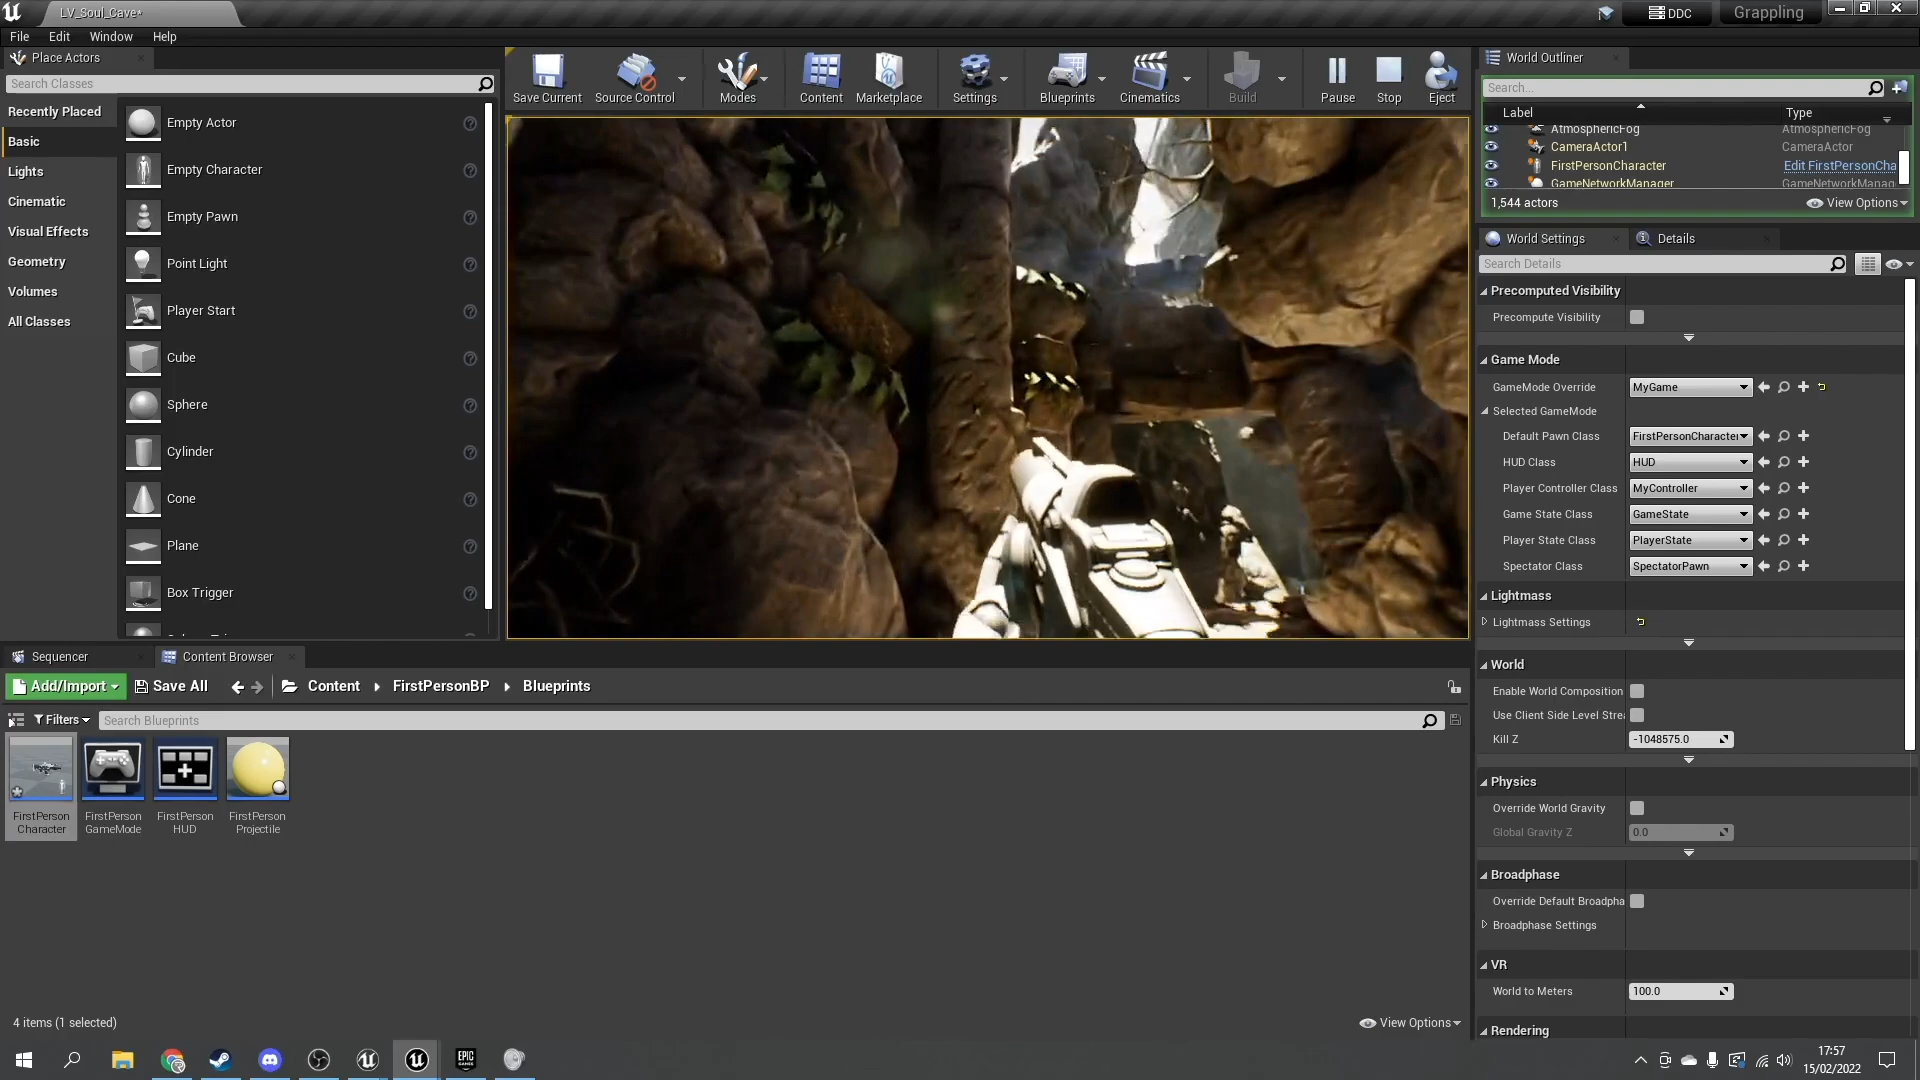 LV_Soul_Cave*
DDC
Grappling
File
Edit
Window
Help
Place Actors
Search Classes
Recently Placed
Basic
Lights
Cinematic
Visual Effects
Geometry
Volumes
All Classes
Empty Actor
Empty Character
Empty Pawn
Point Light
Player Start
Cube
Sphere
Cylinder
Cone
Plane
Box Trigger
Save Current
Source Control
Modes
Content
Marketplace
Settings
Blueprints
Cinematics
Build
Pause
Stop
Eject
World Outliner
Search...
Label
Type
AtmosphericFog
AtmosphericFog
CameraActor1
CameraActor
FirstPersonCharacter
Edit FirstPersonCha
GameNetworkManager
GameNetworkManag
1,544 actors
View Options
World Settings
Details
Search Details
Precomputed Visibility
Precompute Visibility
Game Mode
GameMode Override
MyGame
Selected GameMode
Default Pawn Class
FirstPersonCharacter
HUD Class
HUD
Player Controller Class
MyController
Game State Class
GameState
Player State Class
PlayerState
Spectator Class
SpectatorPawn
Lightmass
Lightmass Settings
World
Enable World Composition
Use Client Side Level Strea
Kill Z
-1048575.0
Physics
Override World Gravity
Global Gravity Z
0.0
Broadphase
Override Default Broadpha
Broadphase Settings
VR
World to Meters
100.0
Rendering
Sequencer
Content Browser
Add/Import
Save All
Content
FirstPersonBP
Blueprints
Filters
Search Blueprints
FirstPerson
Character
FirstPerson
GameMode
FirstPerson
HUD
FirstPerson
Projectile
4 items (1 selected)
View Options
EPIC
GAMES
17:57
15/02/2022